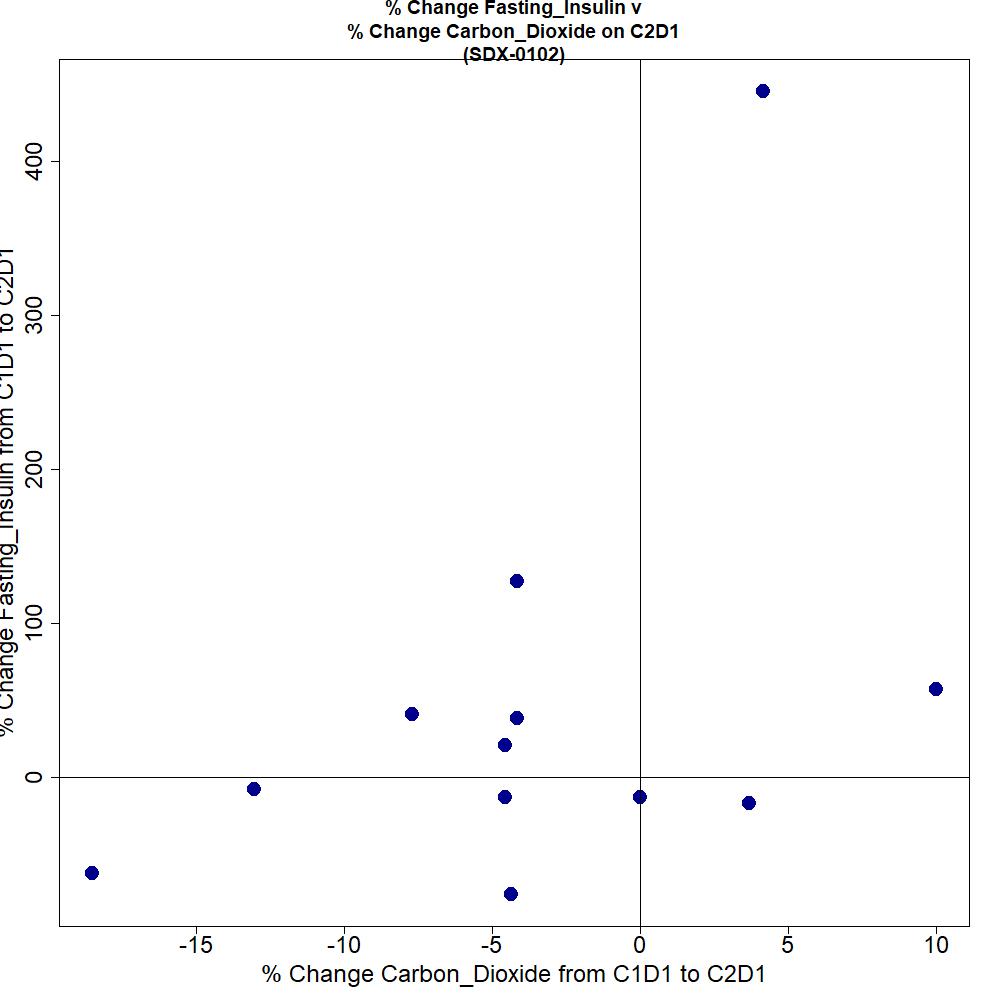 % Change Fasting_Insulin v
% Change Carbon_Dioxide on C2D1
(SDX-0102)
% Change Fasting_Insulin from C1D1 to C2D1
400
300
200
100
0
-15 -10 -5 0 5 10
% Change Carbon_Dioxide from C1D1 to C2D1